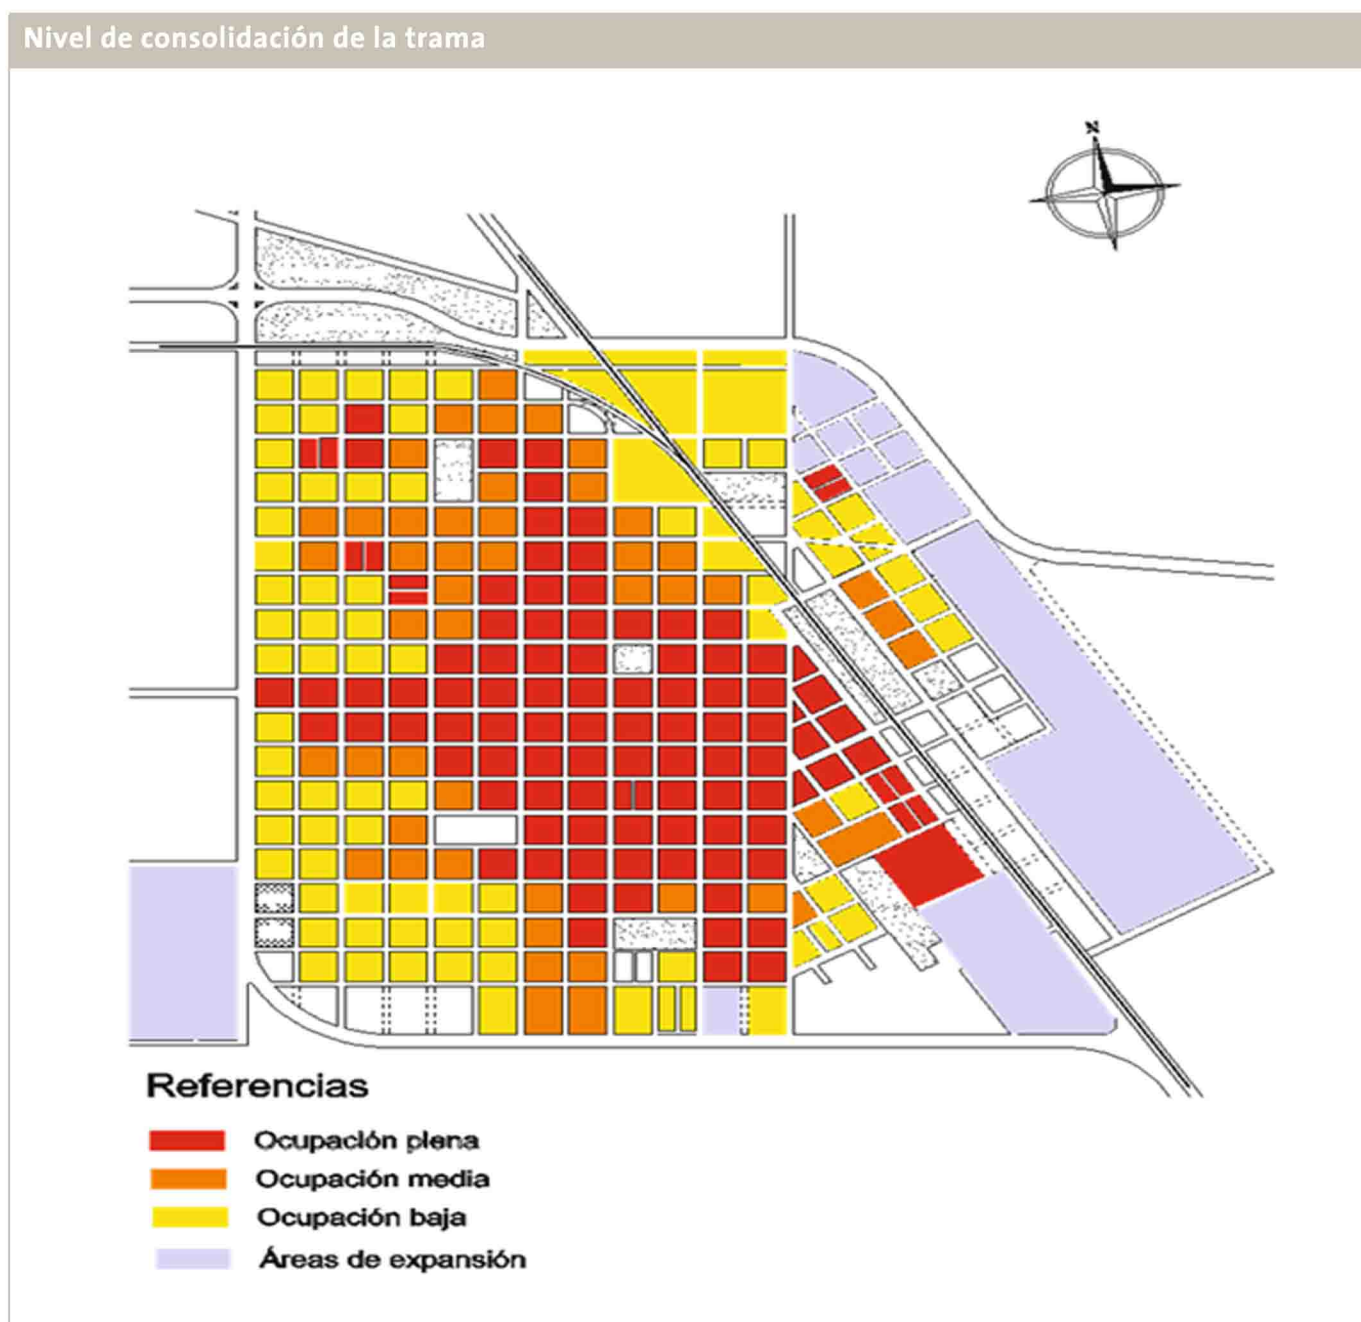 Nivel de consolidación de la trama
N
Referencias
Ocupación plena
Ocupación media
Ocupación baja
Áreas de expansión